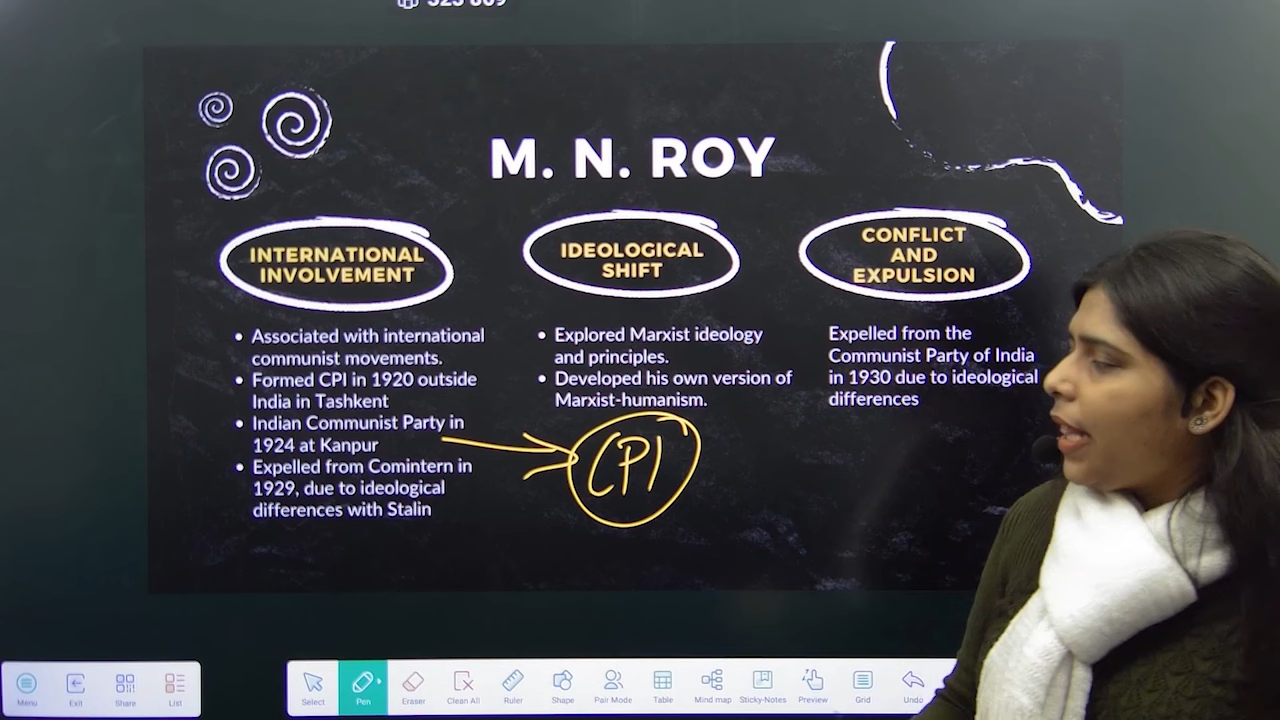 M. N. ROY
INTERNATIONAL
INVOLVEMENT
• Associated with international
communist movements.
• Formed CPI in 1920 outside
India in Tashkent
• Indian Communist Party in
1924 at Kanpur
• Expelled from Comintern in
1929, due to ideological
differences with Stalin
IDEOLOGICAL
SHIFT
• Explored Marxist ideology
and principles.
• Developed his own version of
Marxist-humanism.
CPI
CONFLICT
AND
EXPULSION
Expelled from the
Communist Party of India
in 1930 due to ideological
differences
Menu
Exit
Share
List
Select
Pen
Eraser
Clean All
Ruler
Shape
Pair Mode
Table
Mind map
Sticky-Notes
Preview
Grid
Undo